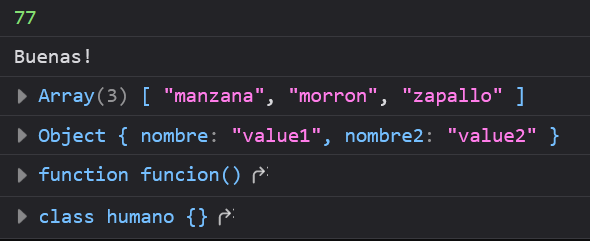 77
Buenas!
Array(3) [ "manzana", "morron", "zapallo" ]
Object { nombre: "value1", nombre2: "value2" }
function funcion()
class humano {}